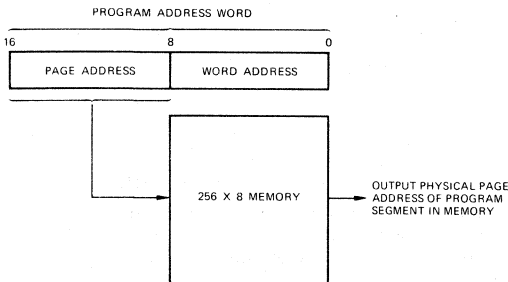 PROGRAM ADDRESS WORD
16 8 0
PAGE ADDRESS WORD ADDRESS
256 X 8 MEMORY
OUTPUT PHYSICAL PAGE
ADDRESS OF PROGRAM
SEGMENT IN MEMORY